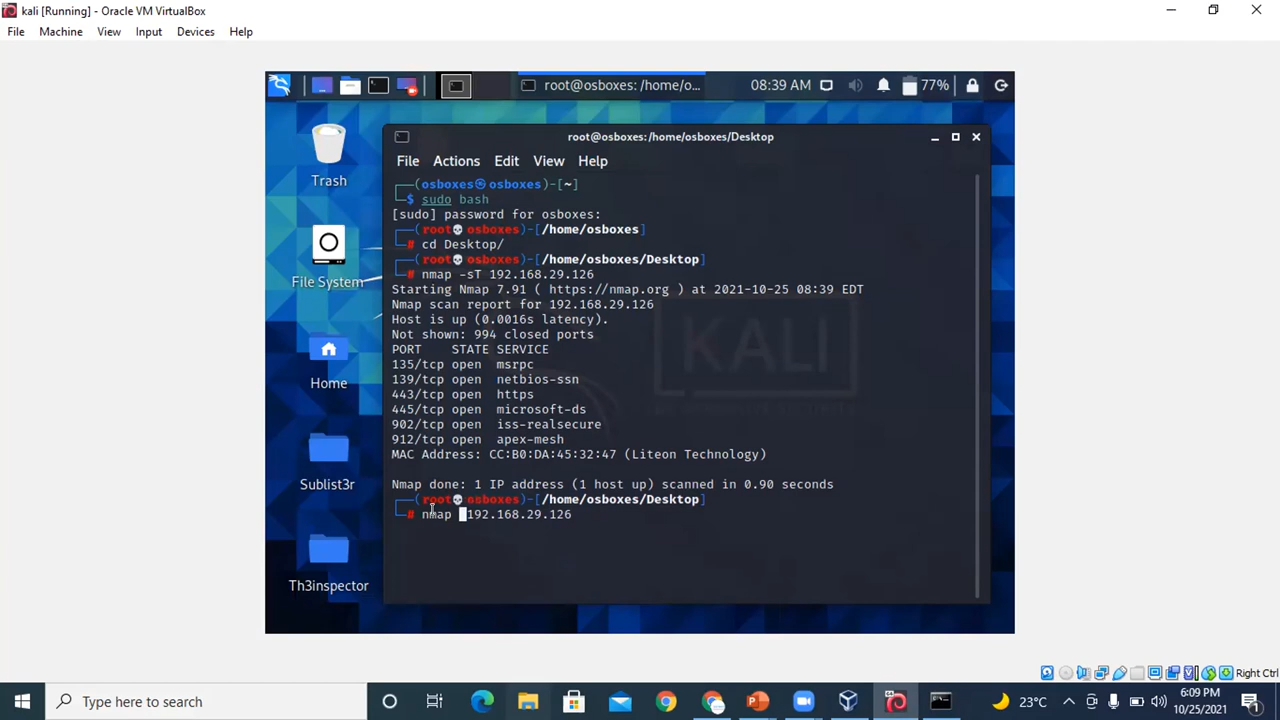 kali [Running] - Oracle VM VirtualBox
File Machine View Input Devices Help
root@osboxes: /home/o... 08:39 AM 77%
root@osboxes:/home/osboxes/Desktop
File Actions Edit View Help
Trash
File System
Home
Sublist3r
Th3inspector
(osboxes㉿osboxes)-[~]
$ sudo bash
[sudo] password for osboxes:
(root💀osboxes)-[/home/osboxes]
# cd Desktop/
(root💀osboxes)-[/home/osboxes/Desktop]
# nmap -sT 192.168.29.126
Starting Nmap 7.91 ( https://nmap.org ) at 2021-10-25 08:39 EDT
Nmap scan report for 192.168.29.126
Host is up (0.0016s latency).
Not shown: 994 closed ports
PORT STATE SERVICE
135/tcp open msrpc
139/tcp open netbios-ssn
443/tcp open https
445/tcp open microsoft-ds
902/tcp open iss-realsecure
912/tcp open apex-mesh
MAC Address: CC:B0:DA:45:32:47 (Liteon Technology)
Nmap done: 1 IP address (1 host up) scanned in 0.90 seconds
(root💀osboxes)-[/home/osboxes/Desktop]
# nmap 192.168.29.126
KALI
Right Ctrl
Type here to search
23°C
6:09 PM
10/25/2021
1